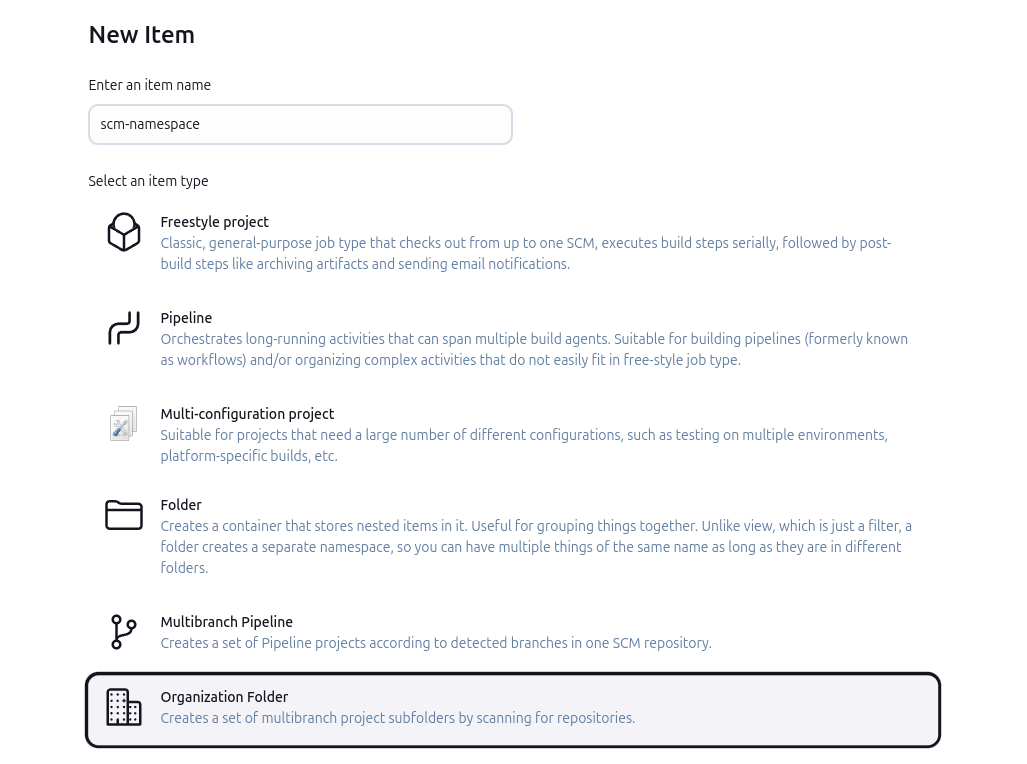 New Item
Enter an item name
scm-namespace
Select an item type
Freestyle project
Classic, general-purpose job type that checks out from up to one SCM, executes build steps serially, followed by post-
build steps like archiving artifacts and sending email notifications.
Pipeline
Orchestrates long-running activities that can span multiple build agents. Suitable for building pipelines (formerly known
as workflows) and/or organizing complex activities that do not easily fit in free-style job type.
Multi-configuration project
Suitable for projects that need a large number of different configurations, such as testing on multiple environments,
platform-specific builds, etc.
Folder
Creates a container that stores nested items in it. Useful for grouping things together. Unlike view, which is just a filter, a
folder creates a separate namespace, so you can have multiple things of the same name as long as they are in different
folders.
Multibranch Pipeline
Creates a set of Pipeline projects according to detected branches in one SCM repository.
Organization Folder
Creates a set of multibranch project subfolders by scanning for repositories.